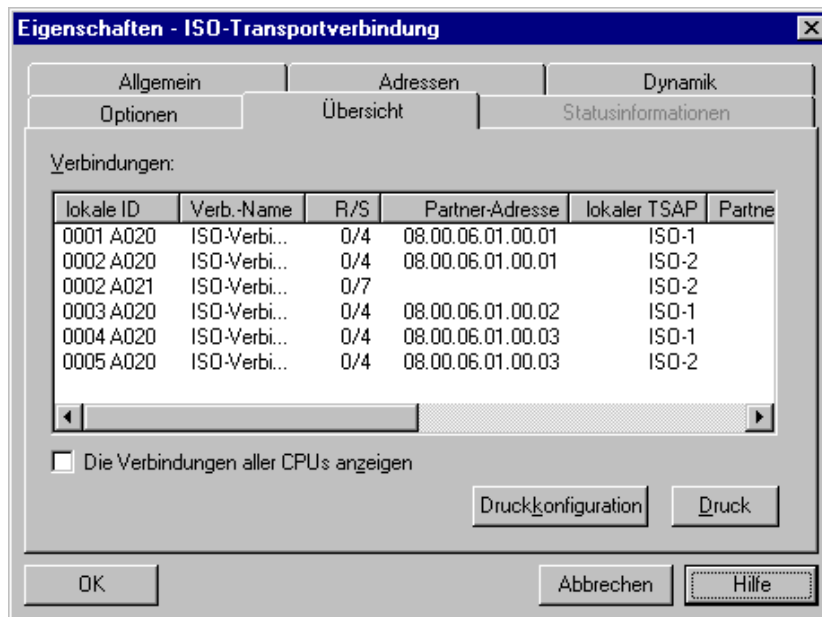 Eigenschaften - ISO-Transportverbindung
Allgemein Adressen Dynamik
Optionen Übersicht Statusinformationen
Verbindungen:
lokale ID Verb.-Name R/S Partner-Adresse lokaler TSAP Partne
0001 A020 ISO-Verbi... 0/4 08.00.06.01.00.01 ISO-1
0002 A020 ISO-Verbi... 0/4 08.00.06.01.00.01 ISO-2
0002 A021 ISO-Verbi... 0/7 ISO-2
0003 A020 ISO-Verbi... 0/4 08.00.06.01.00.02 ISO-1
0004 A020 ISO-Verbi... 0/4 08.00.06.01.00.03 ISO-1
0005 A020 ISO-Verbi... 0/4 08.00.06.01.00.03 ISO-2
Die Verbindungen aller CPUs anzeigen
Druckkonfiguration Druck
OK Abbrechen Hilfe